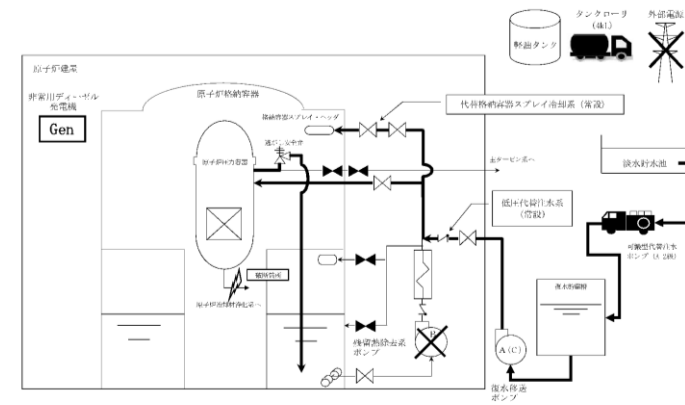 タンクローリ
(4kL)
外部電源
軽油タンク
原子炉建屋
非常用ディーゼル
発電機
Gen
原子炉格納容器
代替格納容器スプレイ冷却系(常設)
格納容器スプレイ・ヘッダ
逃がし安全弁
原子炉圧力容器
主タービン系へ
淡水貯水池
低圧代替注水系
(常設)
可搬型代替注水
ポンプ
復水貯蔵槽
破断箇所
残留熱除去系
ポンプ
A(C)
復水移送
ポンプ